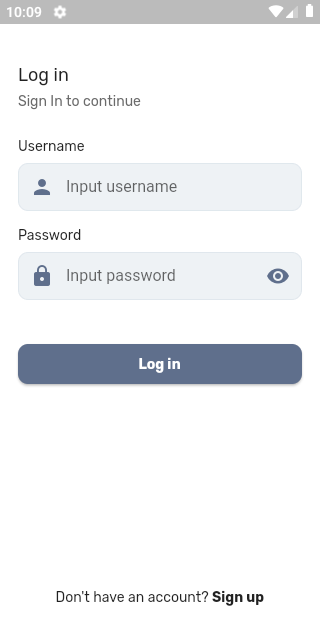 10:09
Log in
Sign In to continue
Username
Input username
Password
Input password
Log in
Don't have an account? Sign up